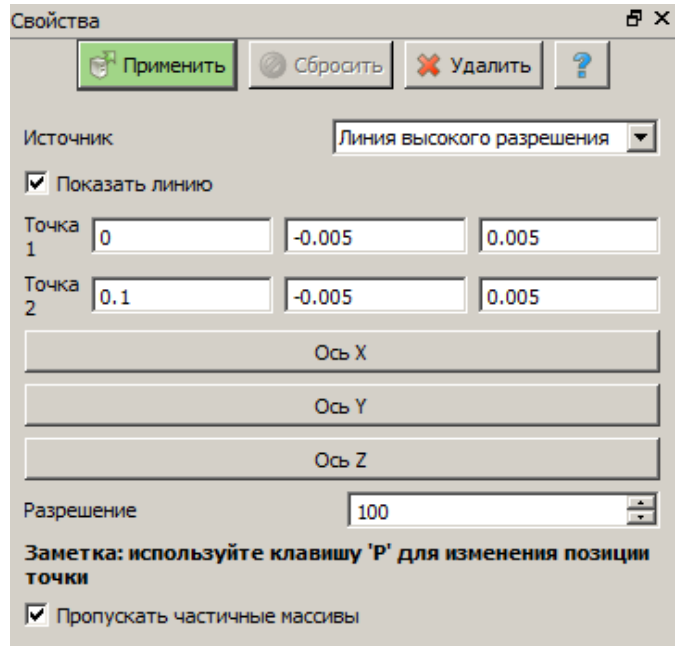 Свойства
Применить Сбросить Удалить ?
Источник Линия высокого разрешения
Показать линию
Точка 1 0 -0.005 0.005
Точка 2 0.1 -0.005 0.005
Ось X
Ось Y
Ось Z
Разрешение 100
Заметка: используйте клавишу 'P' для изменения позиции
точки
Пропускать частичные массивы